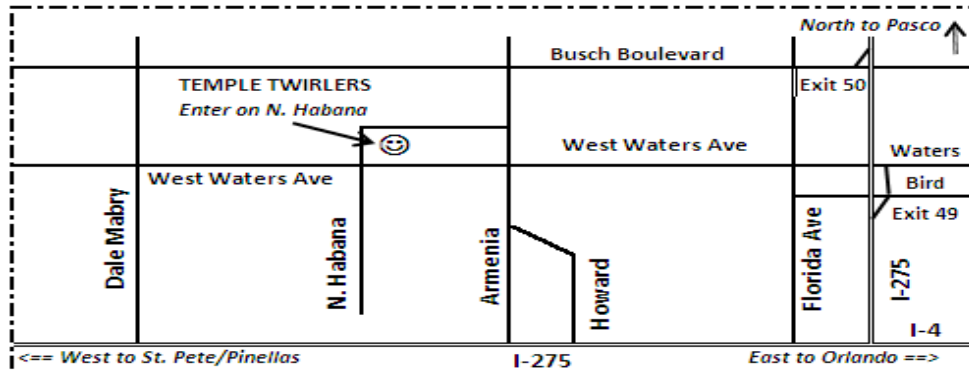 North to Pasco
Busch Boulevard
TEMPLE TWIRLERS
Enter on N. Habana
Exit 50
West Waters Ave
Waters
West Waters Ave
Bird
Exit 49
Dale Mabry
N. Habana
Armenia
Howard
Florida Ave
I-275
I-4
<== West to St. Pete/Pinellas
I-275
East to Orlando ==>